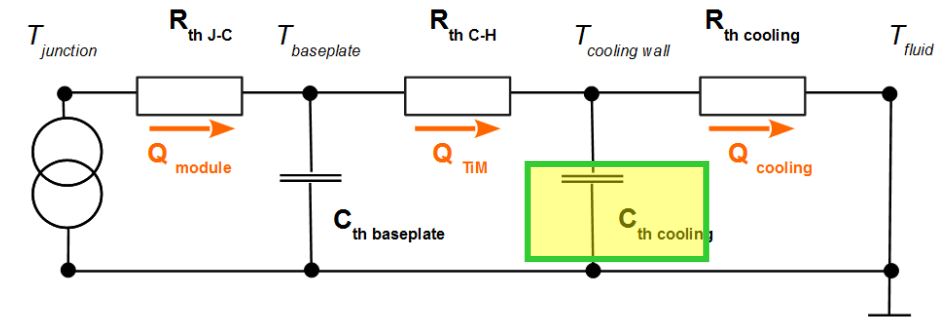 T junction
R th J-C
T baseplate
R th C-H
T cooling wall
R th cooling
T fluid
Q module
Q TiM
Q cooling
C th baseplate
C th cooling